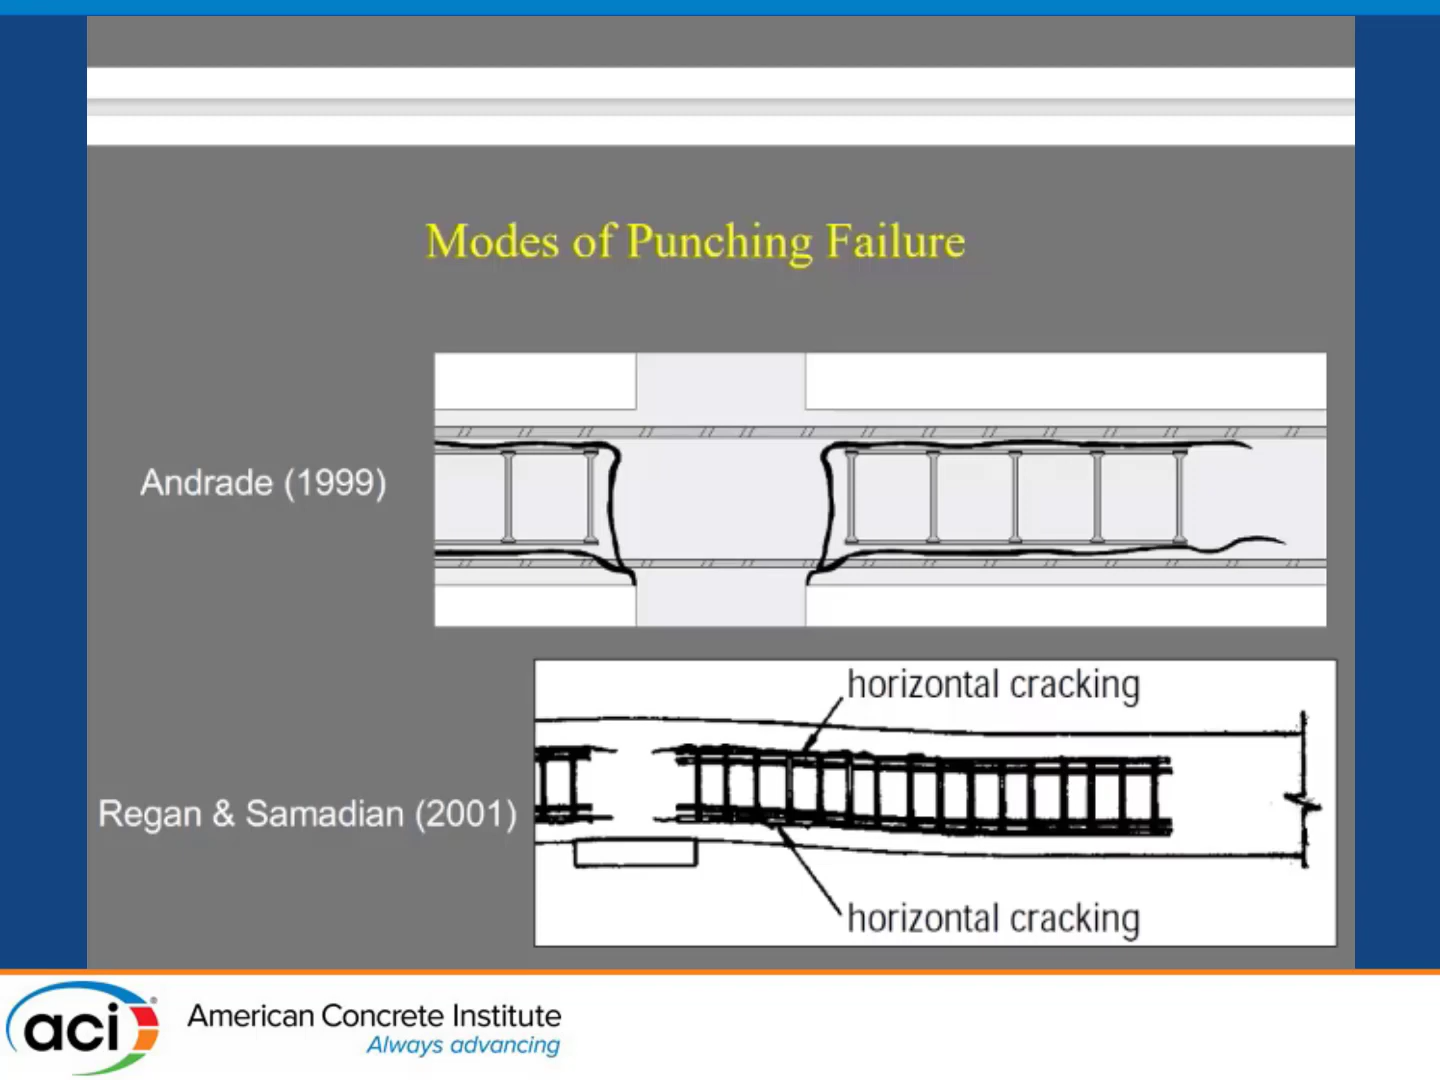 Modes of Punching Failure
Andrade (1999)
horizontal cracking
Regan & Samadian (2001)
horizontal cracking
aci®
American Concrete Institute
Always advancing